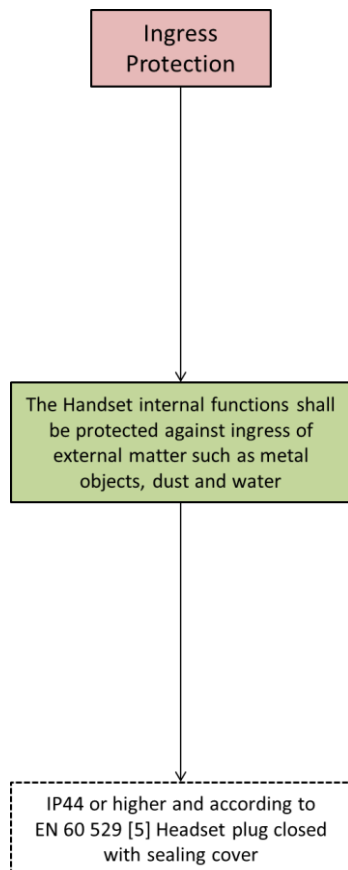 Ingress
Protection
The Handset internal functions shall
be protected against ingress of
external matter such as metal
objects, dust and water
IP44 or higher and according to
EN 60 529 [5] Headset plug closed
with sealing cover